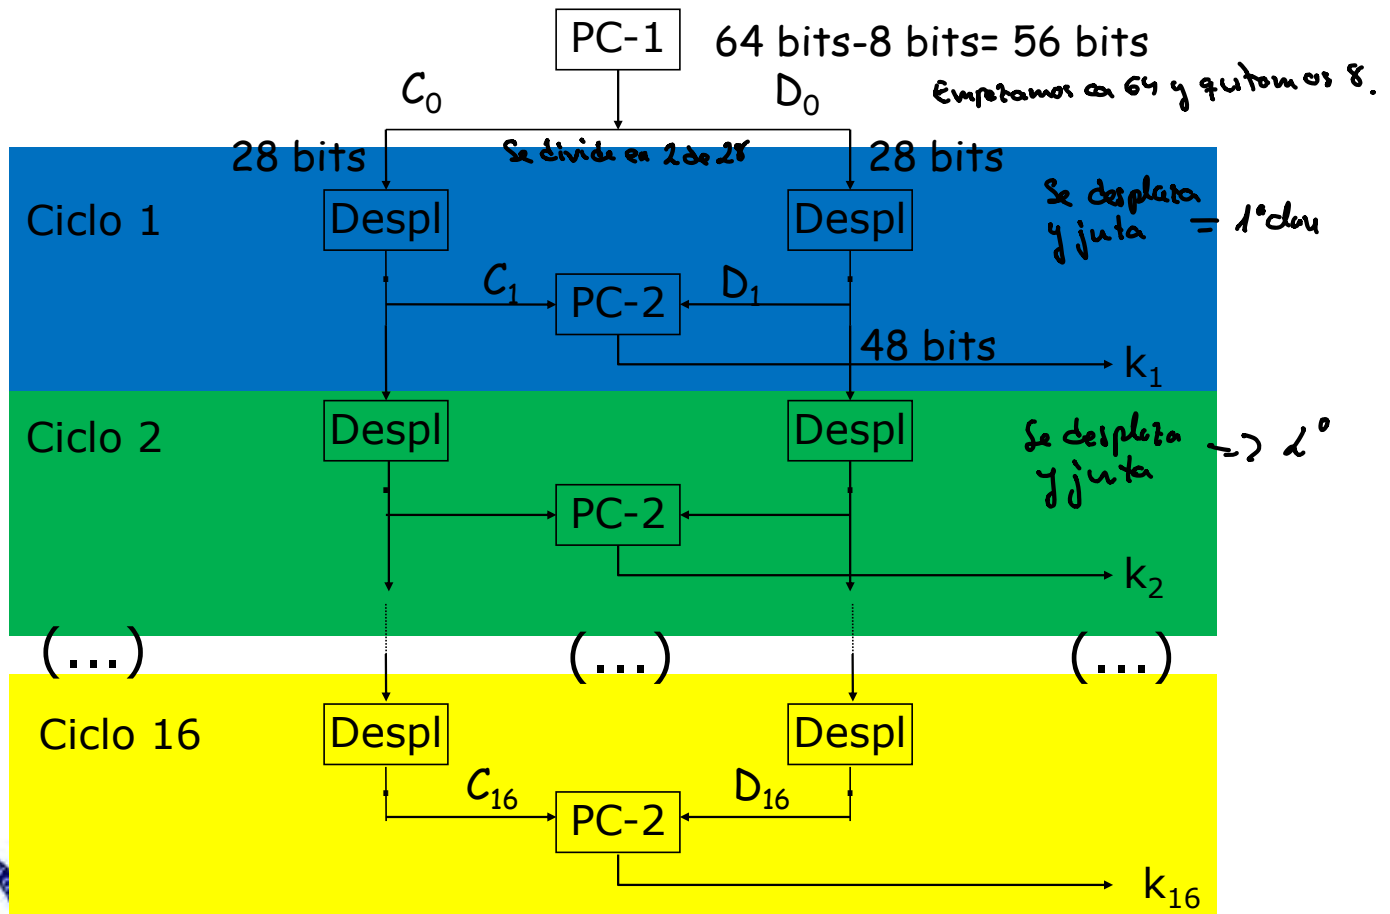 PC-1
64 bits-8 bits= 56 bits
Empezamos en 64 y quitamos 8.
C₀
D₀
28 bits
Se divide en 2 de 28
28 bits
Ciclo 1
Despl
Despl
Se desplaza
y junta = 1ª clau
C₁
PC-2
D₁
48 bits
k₁
Ciclo 2
Despl
Despl
Se desplaza
y junta => 2º
PC-2
k₂
(...)
(...)
(...)
Ciclo 16
Despl
Despl
C₁₆
PC-2
D₁₆
k₁₆